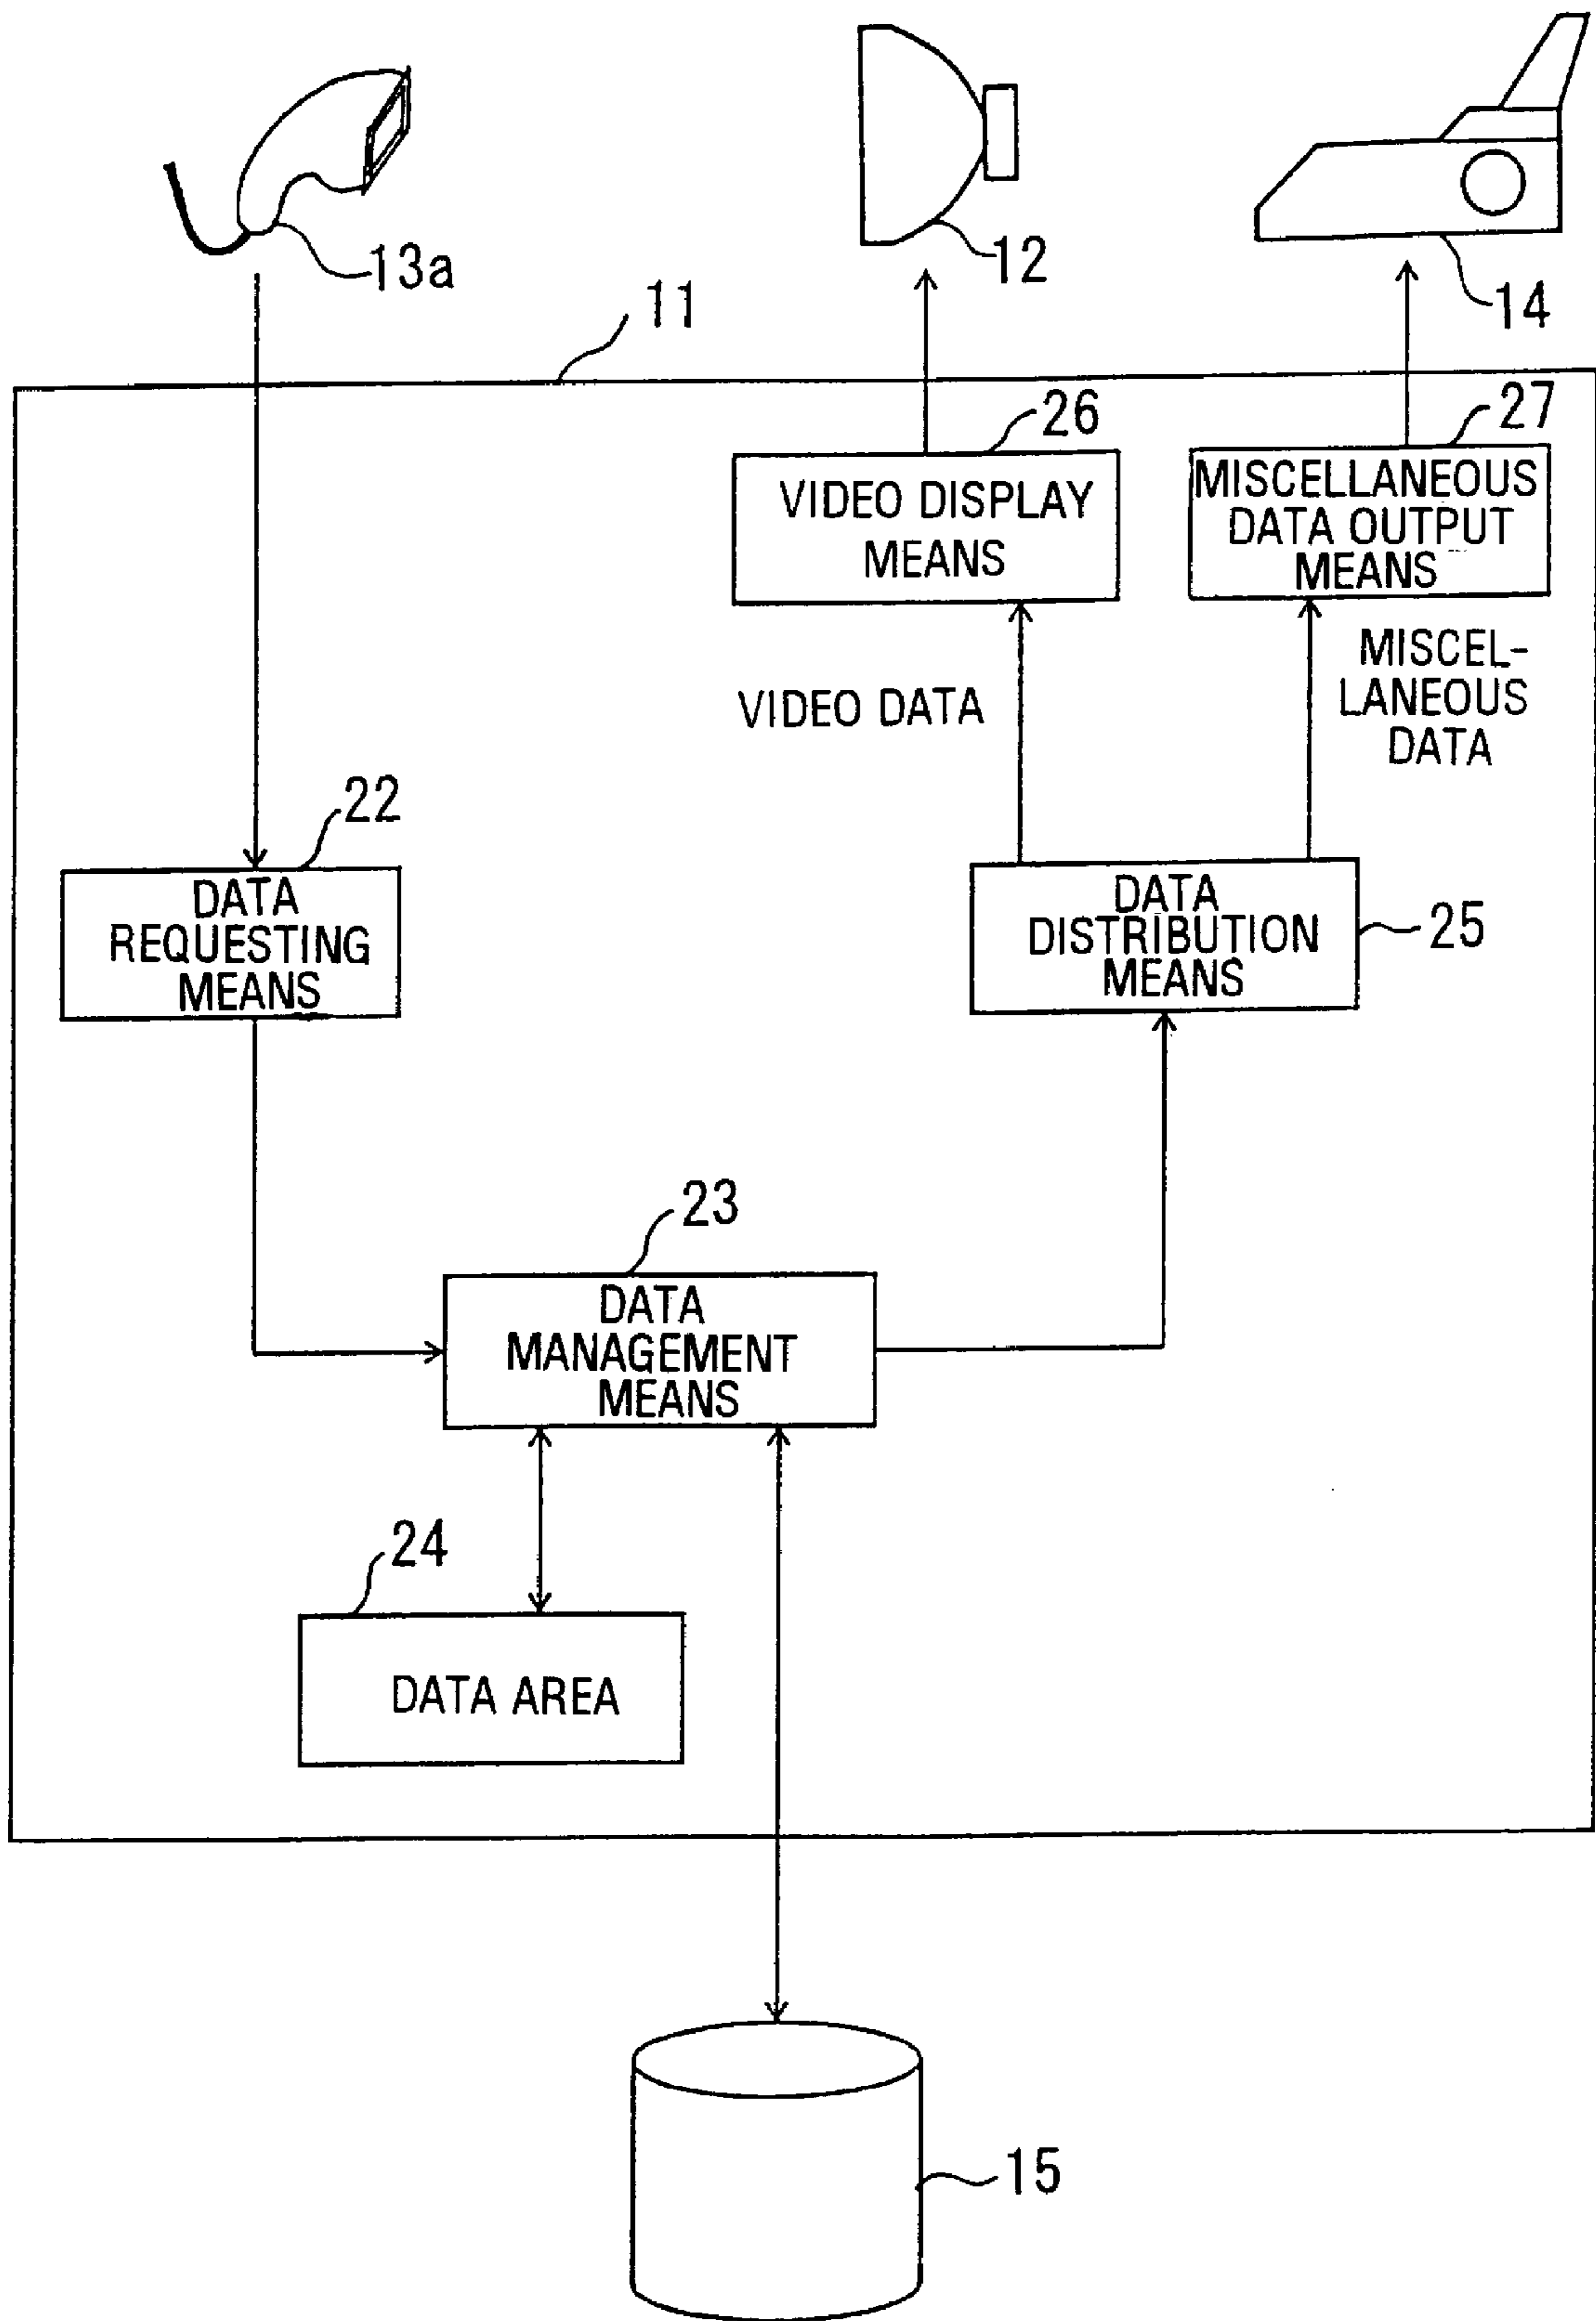 13a
12
14
11
26
VIDEO DISPLAY
MEANS
27
MISCELLANEOUS
DATA OUTPUT
MEANS
VIDEO DATA
MISCEL-
LANEOUS
DATA
22
DATA
REQUESTING
MEANS
DATA
DISTRIBUTION
MEANS
25
23
DATA
MANAGEMENT
MEANS
24
DATA AREA
15